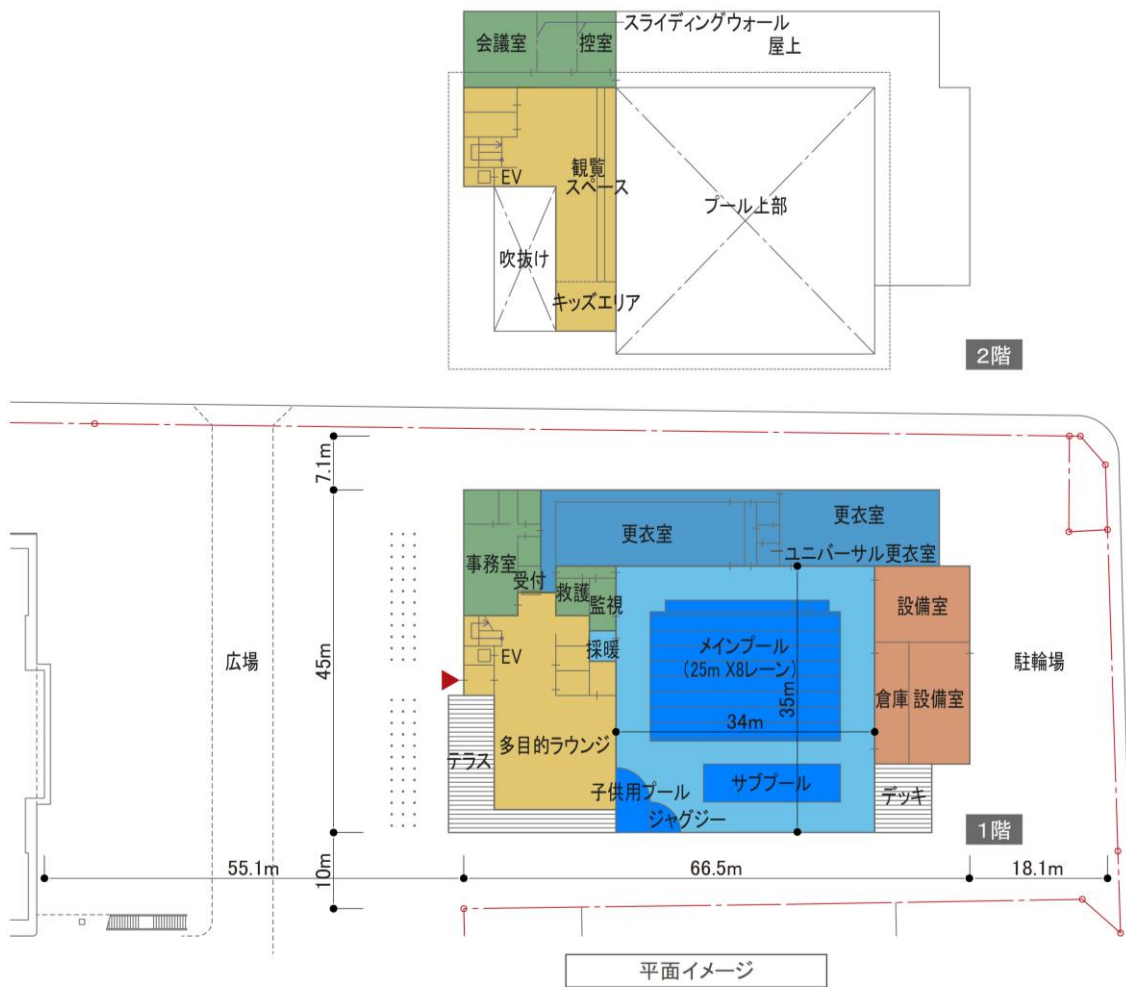 スライディングウォール
会議室
控室
屋上
観覧
スペース
EV
プール上部
吹抜け
キッズエリア
2階
7.1m
更衣室
更衣室
ユニバーサル更衣室
事務室
受付
救護
監視
設備室
採暖
メインプール
(25m X8レーン)
EV
広場
45m
駐輪場
35m
倉庫
設備室
34m
多目的ラウンジ
テラス
子供用プール
サブプール
デッキ
ジャグジー
1階
55.1m
10m
66.5m
18.1m
平面イメージ